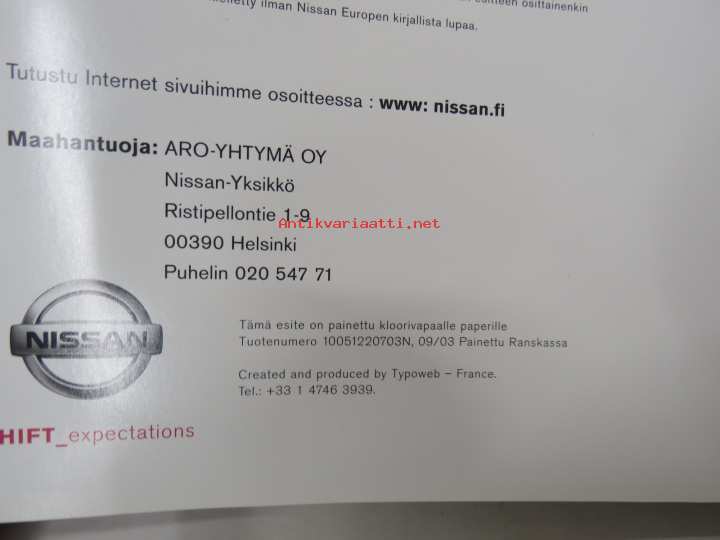 osittainenkin
ilman Nissan Europen kirjallista lupaa.
Tutustu Internet sivuihimme osoitteessa : www: nissan.fi
Maahantuoja: ARO-YHTYMÄ OY
Nissan-Yksikkö
Ristipellontie 1-9
Antikvariaatti.net
00390 Helsinki
Puhelin 020 547 71
NISSAN
Tämä esite on painettu kloorivapaalle paperille
Tuotenumero 10051220703N, 09/03 Painettu Ranskassa
Created and produced by Typoweb – France.
Tel.: +33 1 4746 3939.
HIFT_expectations